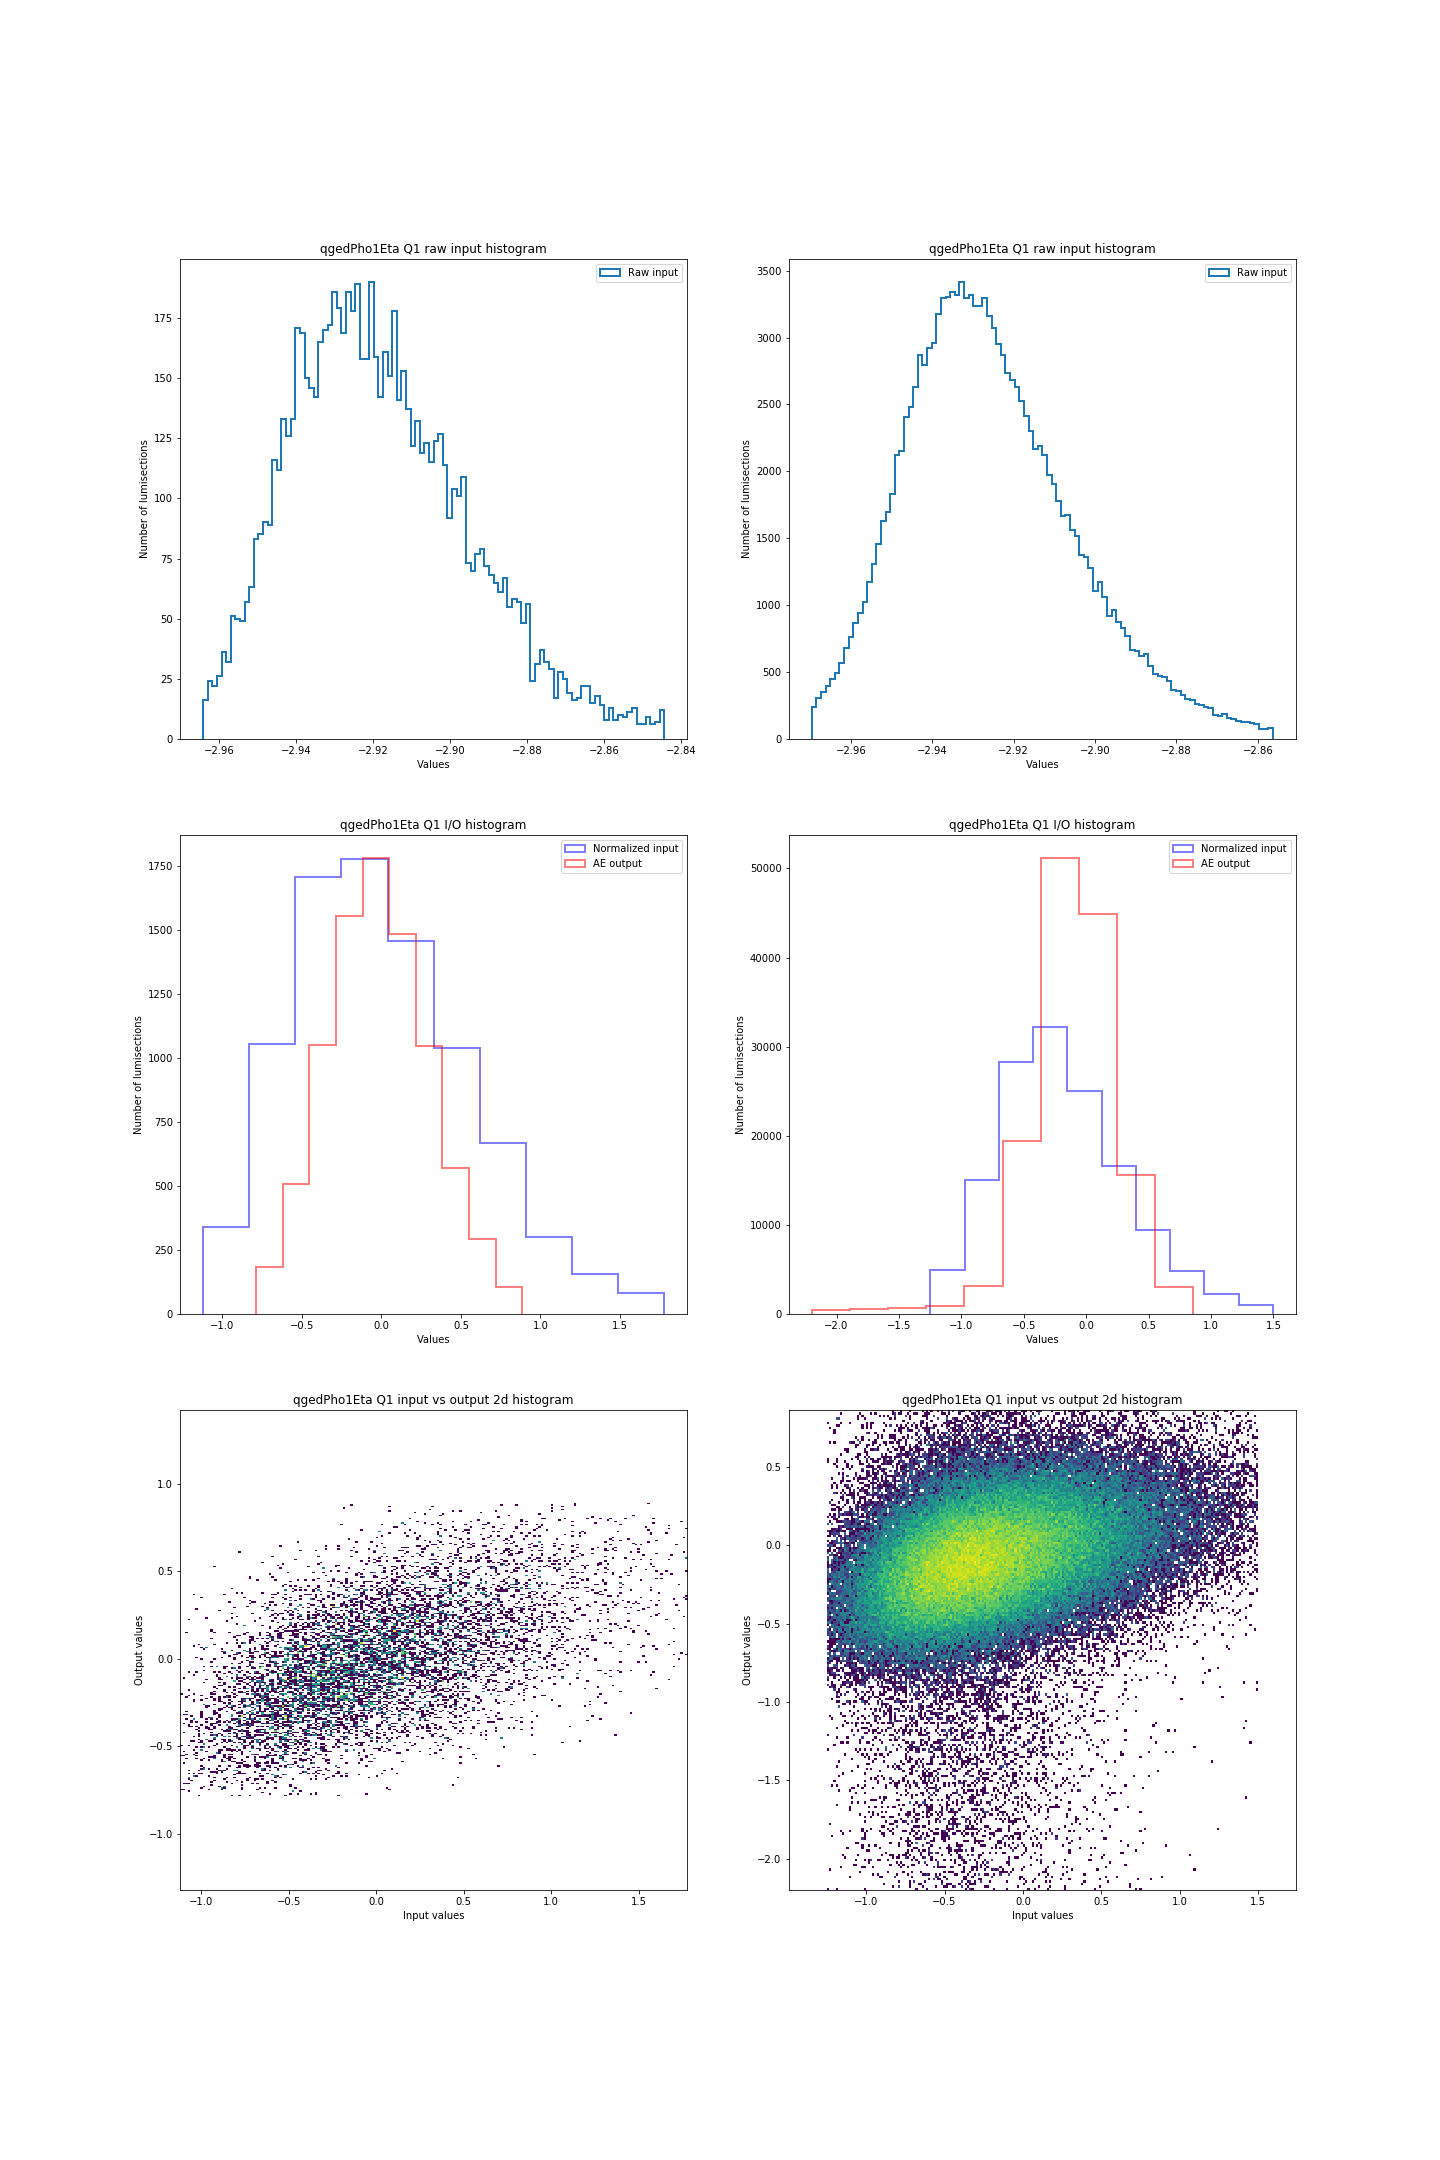 qgedPho1Eta Q1 raw input histogram
Raw input
Number of lumisections
175
150
125
100
75
50
25
0
−2.96 −2.94 −2.92 −2.90 −2.88 −2.86 −2.84
Values
qgedPho1Eta Q1 raw input histogram
Raw input
Number of lumisections
3500
3000
2500
2000
1500
1000
500
0
−2.96 −2.94 −2.92 −2.90 −2.88 −2.86
Values
qgedPho1Eta Q1 I/O histogram
Normalized input
AE output
Number of lumisections
1750
1500
1250
1000
750
500
250
0
−1.0 −0.5 0.0 0.5 1.0 1.5
Values
qgedPho1Eta Q1 I/O histogram
Normalized input
AE output
Number of lumisections
50000
40000
30000
20000
10000
0
−2.0 −1.5 −1.0 −0.5 0.0 0.5 1.0 1.5
Values
qgedPho1Eta Q1 input vs output 2d histogram
Output values
1.0
0.5
0.0
−0.5
−1.0
−1.0 −0.5 0.0 0.5 1.0 1.5
Input values
qgedPho1Eta Q1 input vs output 2d histogram
Output values
0.5
0.0
−0.5
−1.0
−1.5
−2.0
−1.0 −0.5 0.0 0.5 1.0 1.5
Input values